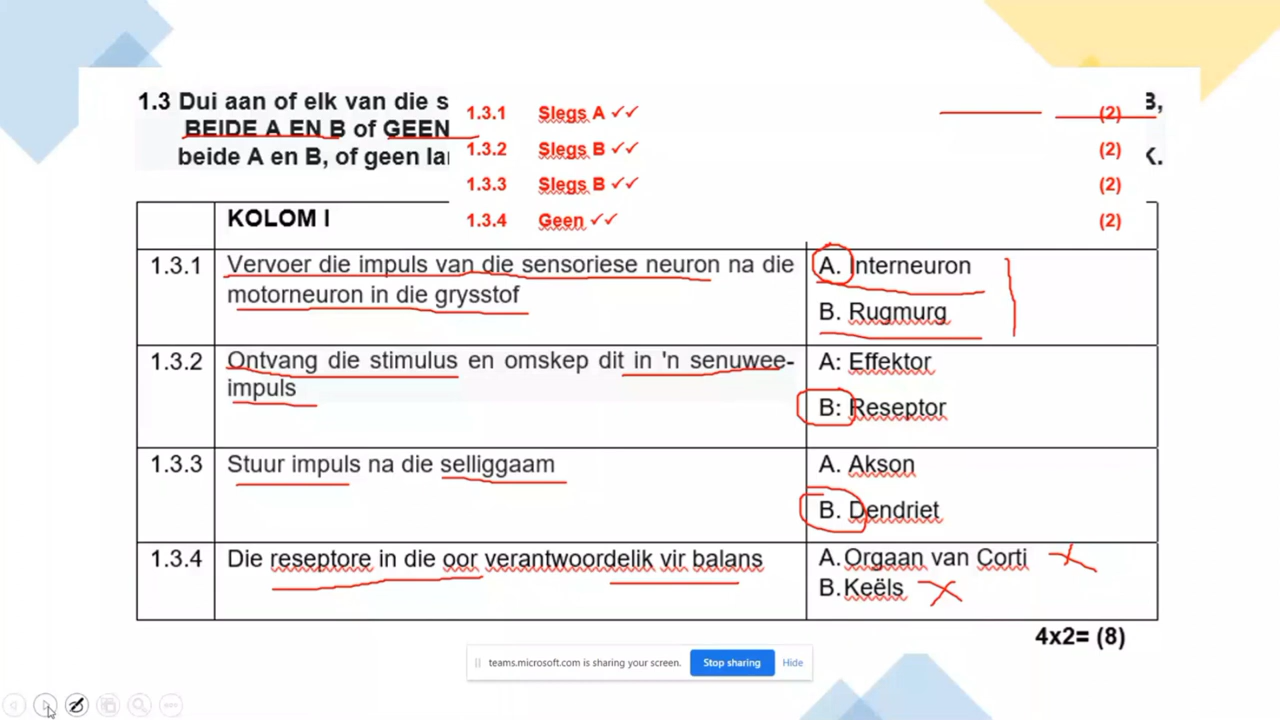 1.3 Dui aan of elk van die s
B,
BEIDE A EN B of GEEN
beide A en B, of geen
K.
1.3.1 Slegs A ✓✓ (2)
1.3.2 Slegs B ✓✓ (2)
1.3.3 Slegs B ✓✓ (2)
1.3.4 Geen ✓✓ (2)
KOLOM I
1.3.1 Vervoer die impuls van die sensoriese neuron na die
motorneuron in die grysstof
A. Interneuron
B. Rugmurg
1.3.2 Ontvang die stimulus en omskep dit in 'n senuwee-
impuls
A: Effektor
B: Reseptor
1.3.3 Stuur impuls na die selliggaam
A. Akson
B. Dendriet
1.3.4 Die reseptore in die oor verantwoordelik vir balans
A. Orgaan van Corti
B. Keëls
4x2= (8)
teams.microsoft.com is sharing your screen. Stop sharing Hide